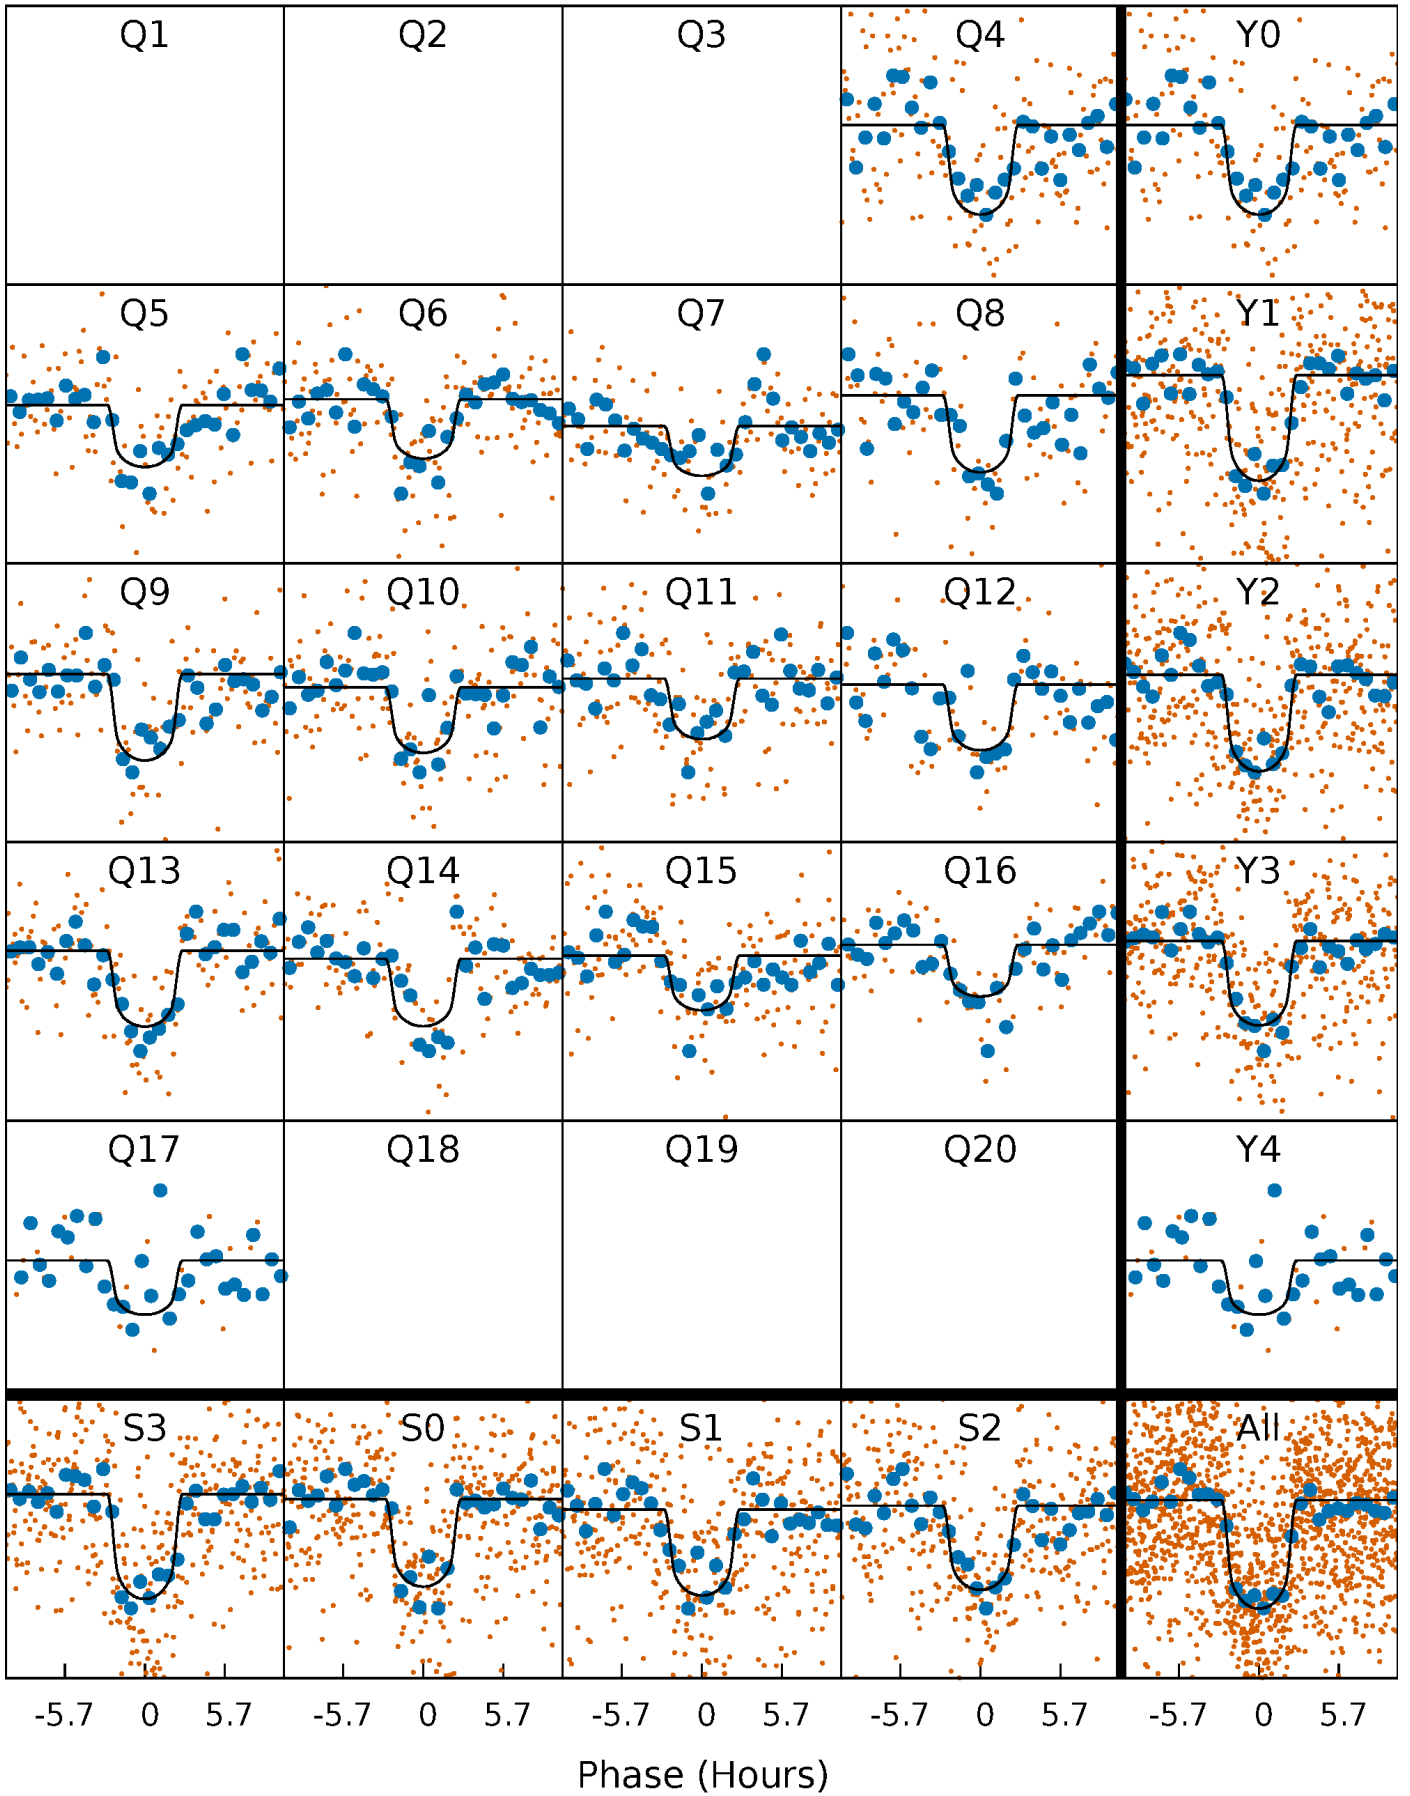 Q1 Q2 Q3 Q4 Y0
Q5 Q6 Q7 Q8 Y1
Q9 Q10 Q11 Q12 Y2
Q13 Q14 Q15 Q16 Y3
Q17 Q18 Q19 Q20 Y4
S3 S0 S1 S2 All
-5.7 0 5.7 -5.7 0 5.7 -5.7 0 5.7 -5.7 0 5.7 -5.7 0 5.7
Phase (Hours)